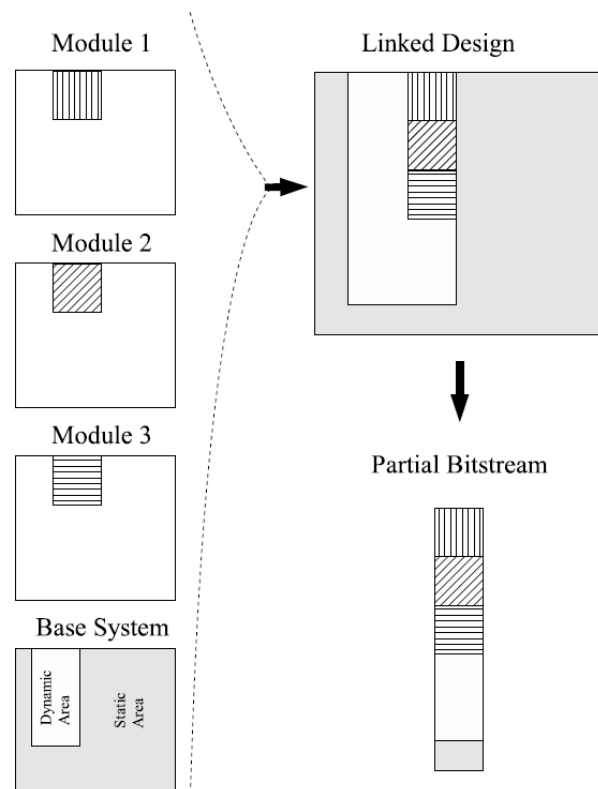 Module 1
Module 2
Module 3
Base System
Dynamic
Area
Static
Area
Linked Design
Partial Bitstream